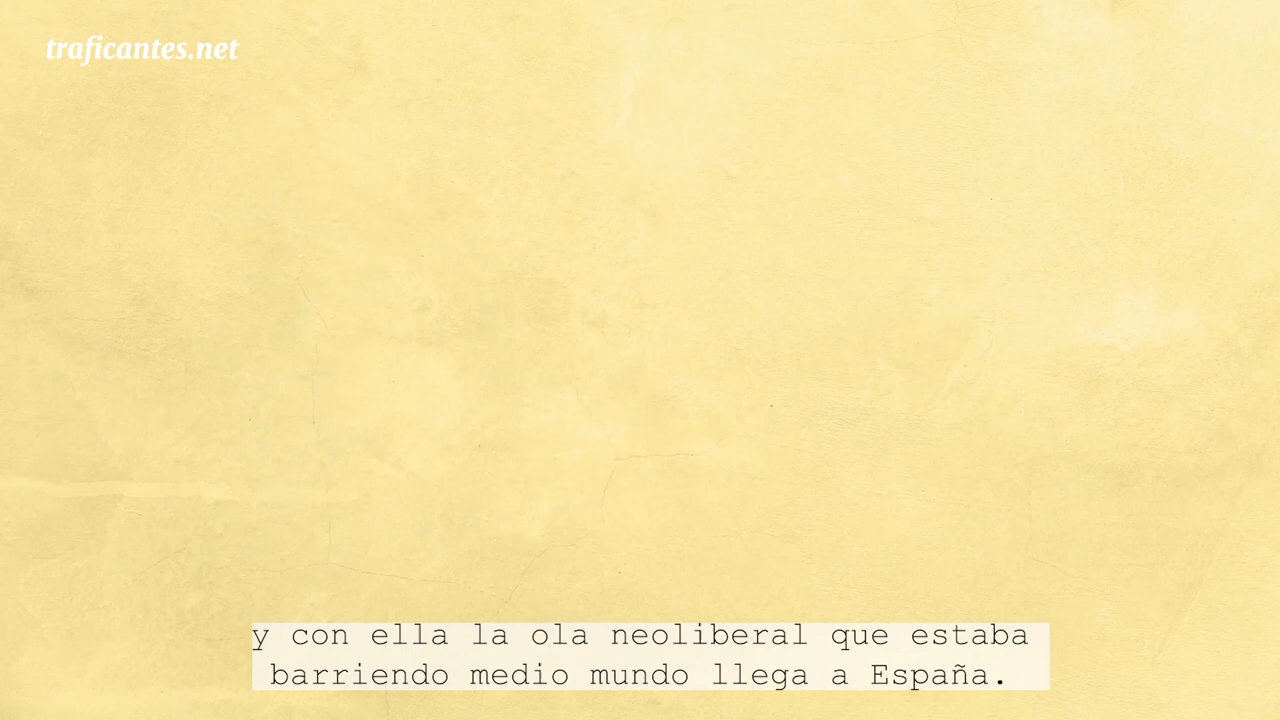 traficantes.net
y con ella la ola neoliberal que estaba
barriendo medio mundo llega a España.